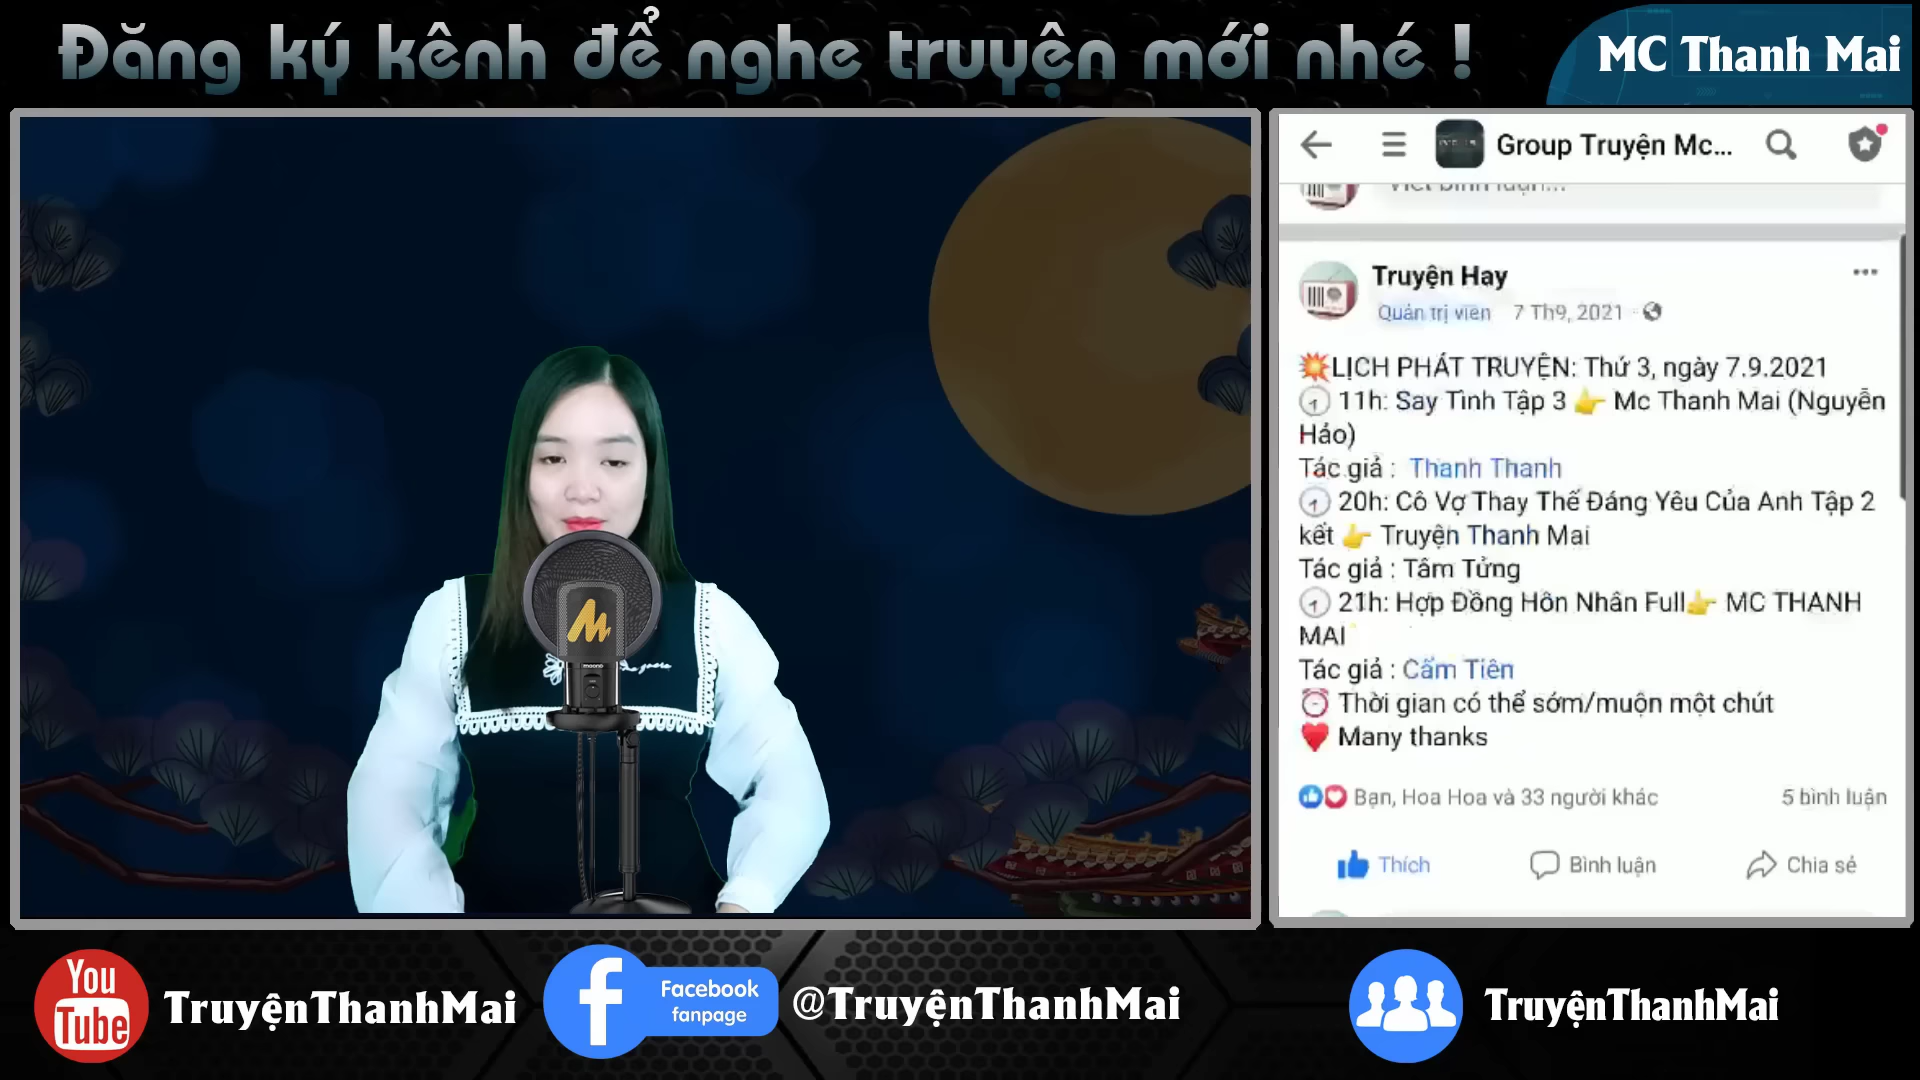 Đăng ký kênh để nghe truyện mới nhé !
MC Thanh Mai
Group Truyện Mc...
Viết bình luận...
Truyện Hay
Quản trị viên 7 Th9, 2021
💥LỊCH PHÁT TRUYỆN: Thứ 3, ngày 7.9.2021
🕢 11h: Say Tình Tập 3 👉 Mc Thanh Mai (Nguyễn
Hảo)
Tác giả : Thanh Thanh
🕢 20h: Cô Vợ Thay Thế Đáng Yêu Của Anh Tập 2
kết 👉 Truyện Thanh Mai
Tác giả : Tâm Tửng
🕢 21h: Hợp Đồng Hôn Nhân Full👉 MC THANH
MAI
Tác giả : Cẩm Tiên
⏰ Thời gian có thể sớm/muộn một chút
❤️ Many thanks
Bạn, Hoa Hoa và 33 người khác 5 bình luận
Thích Bình luận Chia sẻ
maono
You
Tube
TruyệnThanhMai
Facebook
fanpage
@TruyệnThanhMai
TruyệnThanhMai